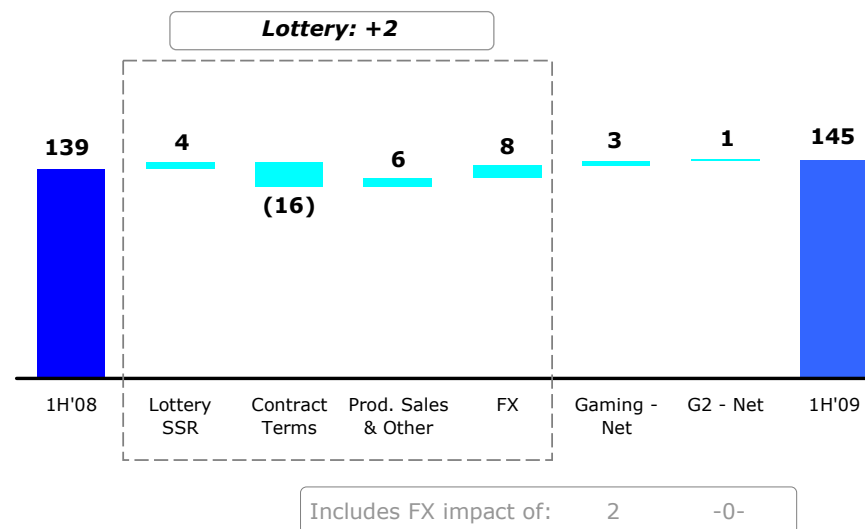 Lottery: +2
139
4
(16)
6
8
3
1
145
1H'08
Lottery
SSR
Contract
Terms
Prod. Sales
& Other
FX
Gaming -
Net
G2 - Net
1H'09
Includes FX impact of: 2 -0-